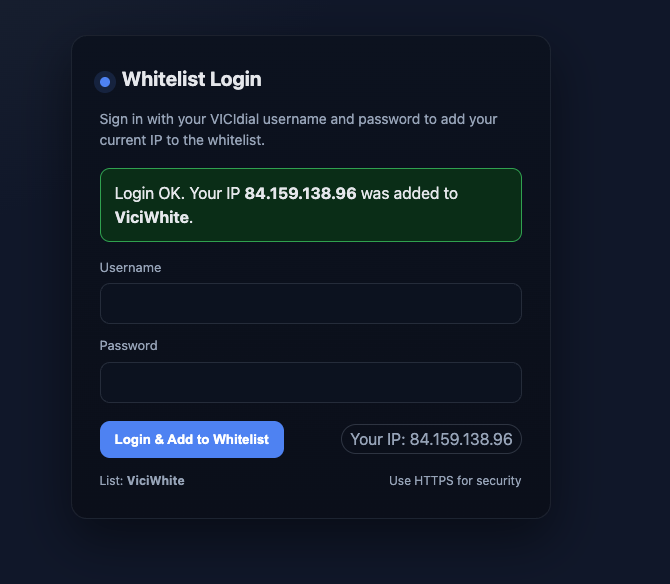 Whitelist Login
Sign in with your VICIdial username and password to add your
current IP to the whitelist.
Login OK. Your IP 84.159.138.96 was added to
ViciWhite.
Username
Password
Login & Add to Whitelist
Your IP: 84.159.138.96
List: ViciWhite
Use HTTPS for security